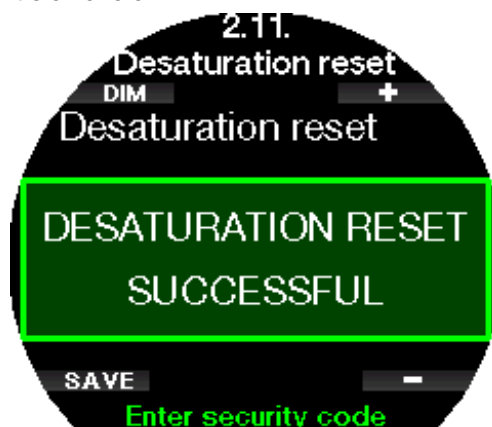 2.11.
Desaturation reset
DIM +
Desaturation reset
DESATURATION RESET
SUCCESSFUL
SAVE -
Enter security code